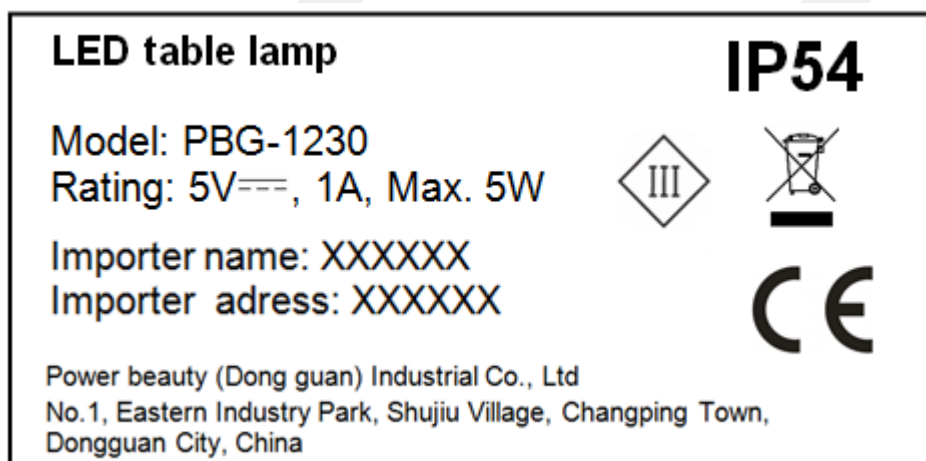 LED table lamp
IP54
Model: PBG-1230
Rating: 5V⎓, 1A, Max. 5W
III
Importer name: XXXXXX
Importer adress: XXXXXX
CE
Power beauty (Dong guan) Industrial Co., Ltd
No.1, Eastern Industry Park, Shujiu Village, Changping Town,
Dongguan City, China